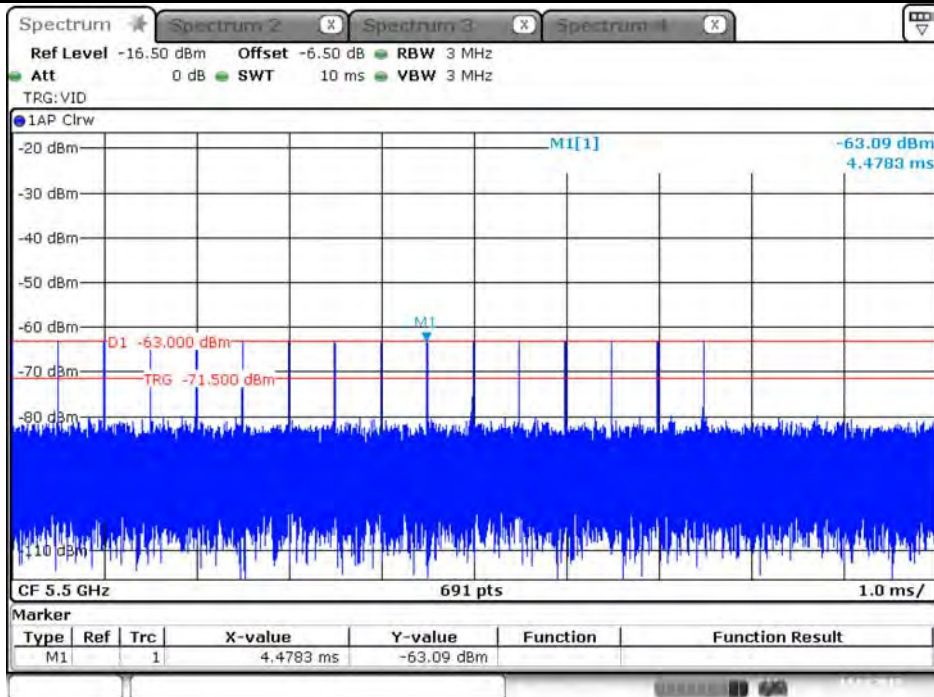 Spectrum Spectrum 2 X Spectrum 3 X Spectrum 4 X
Ref Level -16.50 dBm Offset -6.50 dB RBW 3 MHz
Att 0 dB SWT 10 ms VBW 3 MHz
TRG:VID
1AP Clrw
-20 dBm M1[1] -63.09 dBm
4.4783 ms
-30 dBm
-40 dBm
-50 dBm
-60 dBm
M1
D1 -63.000 dBm
-70 dBm
TRG -71.500 dBm
-80 dBm
-110 dBm
CF 5.5 GHz 691 pts 1.0 ms/
Marker
Type Ref Trc X-value Y-value Function Function Result
M1 1 4.4783 ms -63.09 dBm